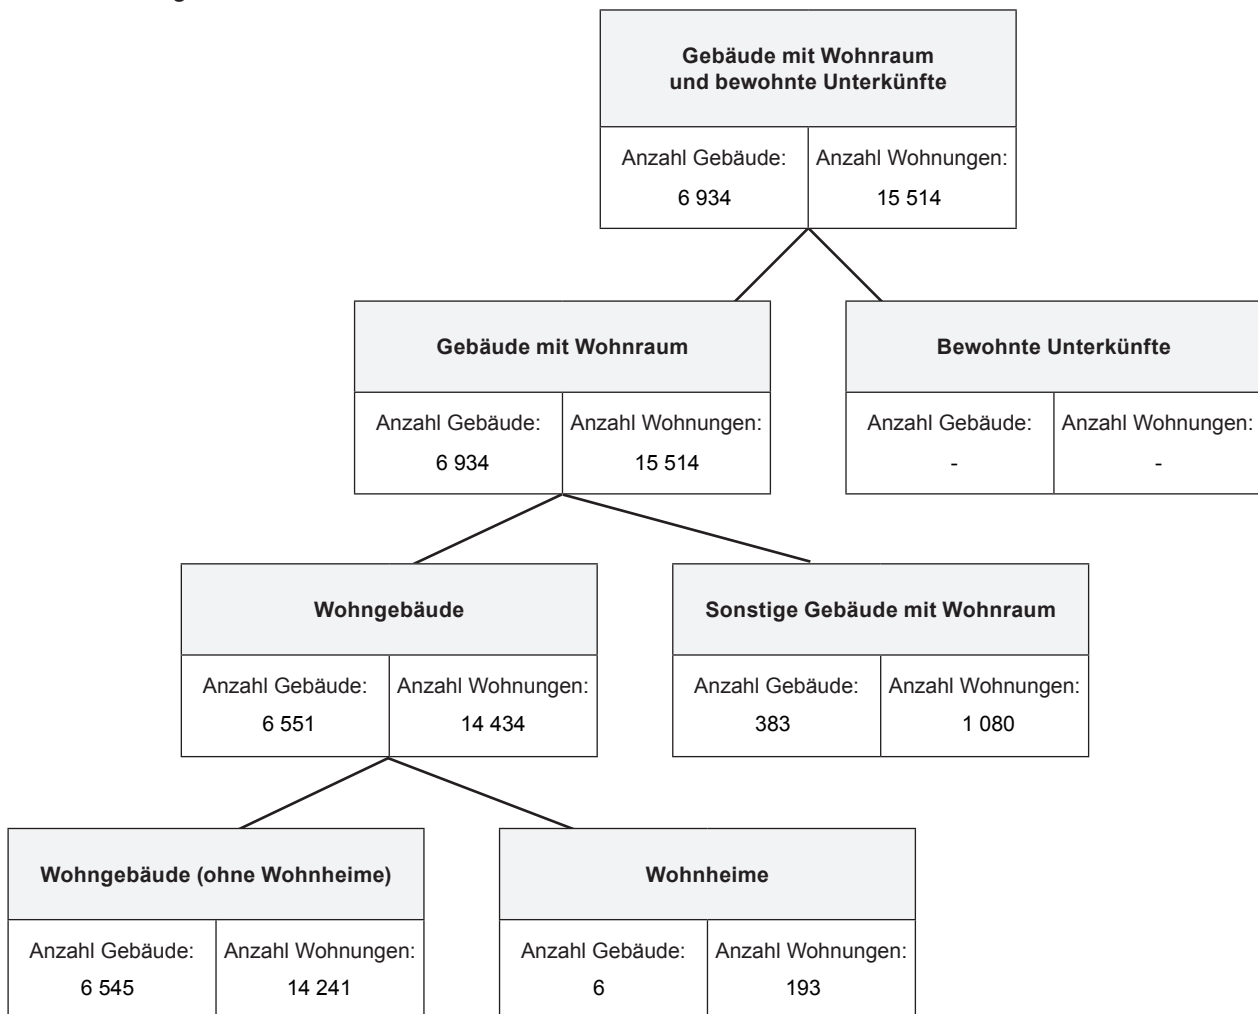 Gebäude mit Wohnraum
und bewohnte Unterkünfte
Anzahl Gebäude: Anzahl Wohnungen:
6 934 15 514
Gebäude mit Wohnraum
Bewohnte Unterkünfte
Anzahl Gebäude: Anzahl Wohnungen:
6 934 15 514
Anzahl Gebäude: Anzahl Wohnungen:
- -
Wohngebäude
Sonstige Gebäude mit Wohnraum
Anzahl Gebäude: Anzahl Wohnungen:
6 551 14 434
Anzahl Gebäude: Anzahl Wohnungen:
383 1 080
Wohngebäude (ohne Wohnheime)
Wohnheime
Anzahl Gebäude: Anzahl Wohnungen:
6 545 14 241
Anzahl Gebäude: Anzahl Wohnungen:
6 193